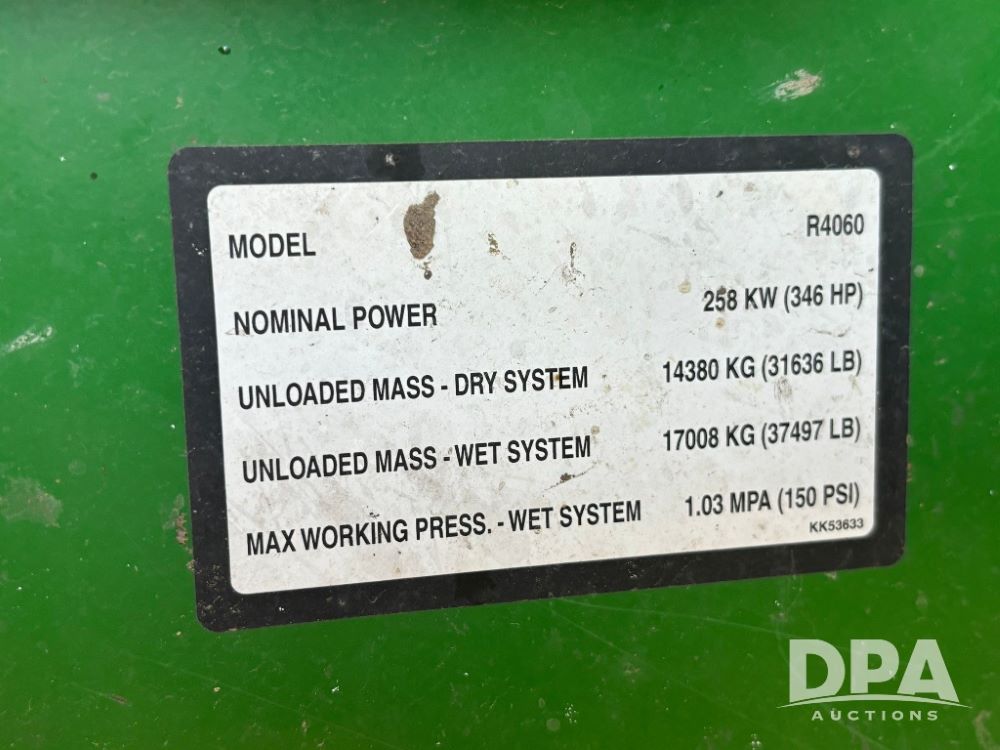 MODEL R4060
NOMINAL POWER 258 KW (346 HP)
UNLOADED MASS - DRY SYSTEM 14380 KG (31636 LB)
UNLOADED MASS - WET SYSTEM 17008 KG (37497 LB)
MAX WORKING PRESS. - WET SYSTEM 1.03 MPA (150 PSI)
KK53633
DPA
AUCTIONS